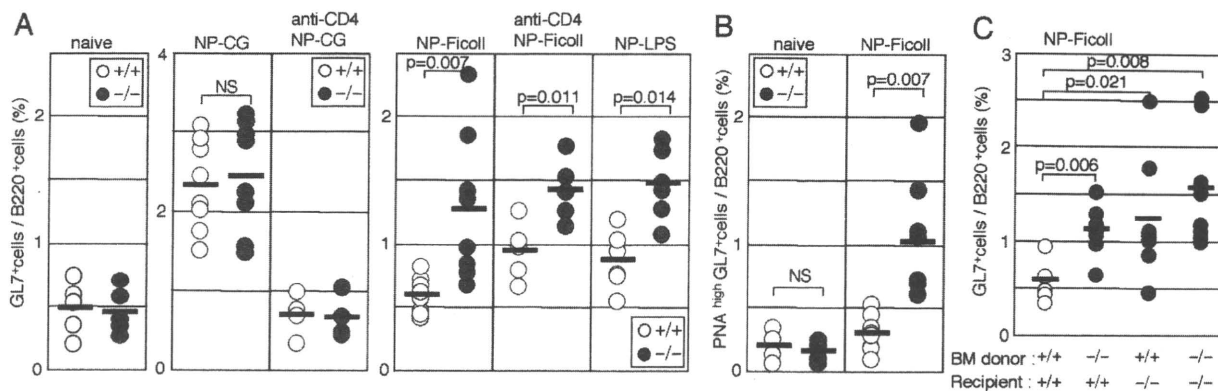 A
GL7⁺cells / B220⁺cells (%)
naive
+/+
−/−
0
1
2
NP-CG
NS
0
2
4
anti-CD4
NP-CG
+/+
−/−
NP-Ficoll
p=0.007
0
1
2
anti-CD4
NP-Ficoll
p=0.011
NP-LPS
p=0.014
+/+
−/−
B
PNA high GL7⁺cells / B220⁺cells (%)
naive
+/+
−/−
NS
0
1
2
NP-Ficoll
p=0.007
C
GL7⁺cells / B220⁺cells (%)
NP-Ficoll
p=0.008
p=0.021
p=0.006
0
1
2
3
BM donor : +/+ −/− +/+ −/−
Recipient : +/+ +/+ −/− −/−